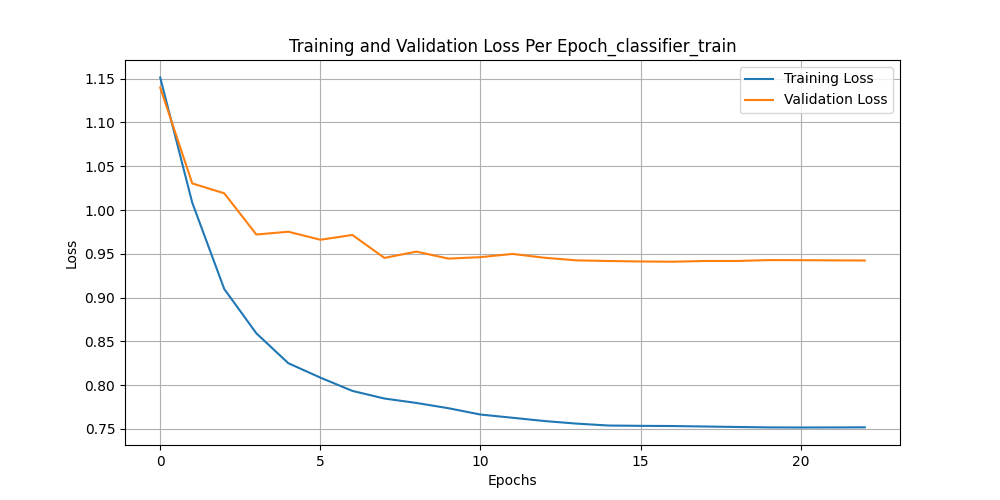 Training and Validation Loss Per Epoch_classifier_train
Training Loss
Validation Loss
Loss
1.15
1.10
1.05
1.00
0.95
0.90
0.85
0.80
0.75
0
5
10
15
20
Epochs